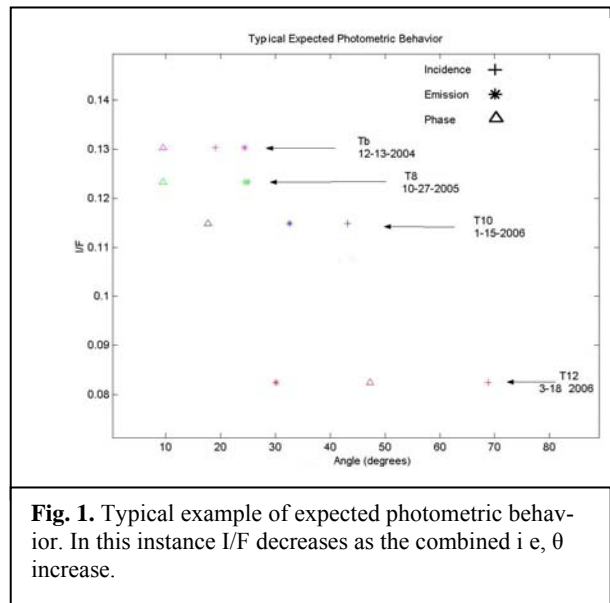 Typical Expected Photometric Behavior
Incidence
Emission
Phase
0.14
0.13
0.12
0.11
0.1
0.09
0.08
I/F
Tb
12-13-2004
T8
10-27-2005
T10
1-15-2006
T12
3-18 2006
10 20 30 40 50 60 70 80
Angle (degrees)
Fig. 1. Typical example of expected photometric behav-
ior. In this instance I/F decreases as the combined i e, θ
increase.